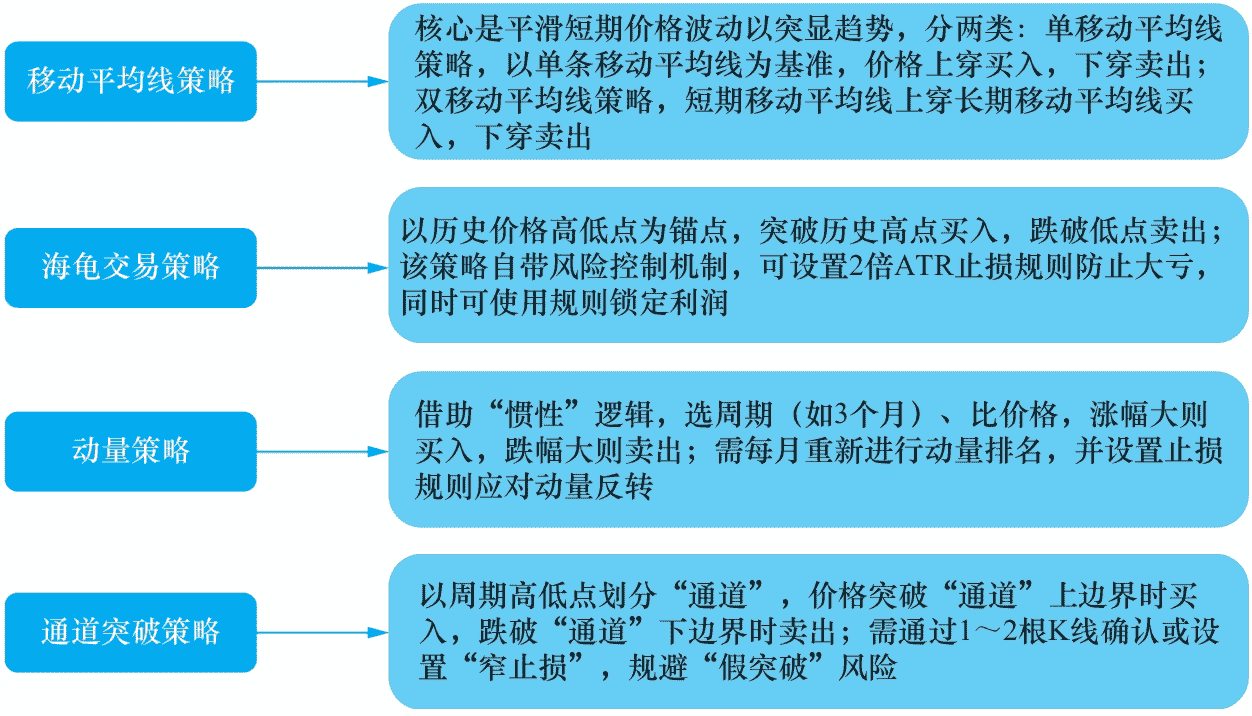 移动平均线策略
核心是平滑短期价格波动以突显趋势，分两类：单移动平均线
策略，以单条移动平均线为基准，价格上穿买入，下穿卖出；
双移动平均线策略，短期移动平均线上穿长期移动平均线买
入，下穿卖出
海龟交易策略
以历史价格高低点为锚点，突破历史高点买入，跌破低点卖出；
该策略自带风险控制机制，可设置2倍ATR止损规则防止大亏，
同时可使用规则锁定利润
动量策略
借助“惯性”逻辑，选周期（如3个月）、比价格，涨幅大则
买入，跌幅大则卖出；需每月重新进行动量排名，并设置止损
规则应对动量反转
通道突破策略
以周期高低点划分“通道”，价格突破“通道”上边界时买
入，跌破“通道”下边界时卖出；需通过1～2根K线确认或设
置“窄止损”，规避“假突破”风险